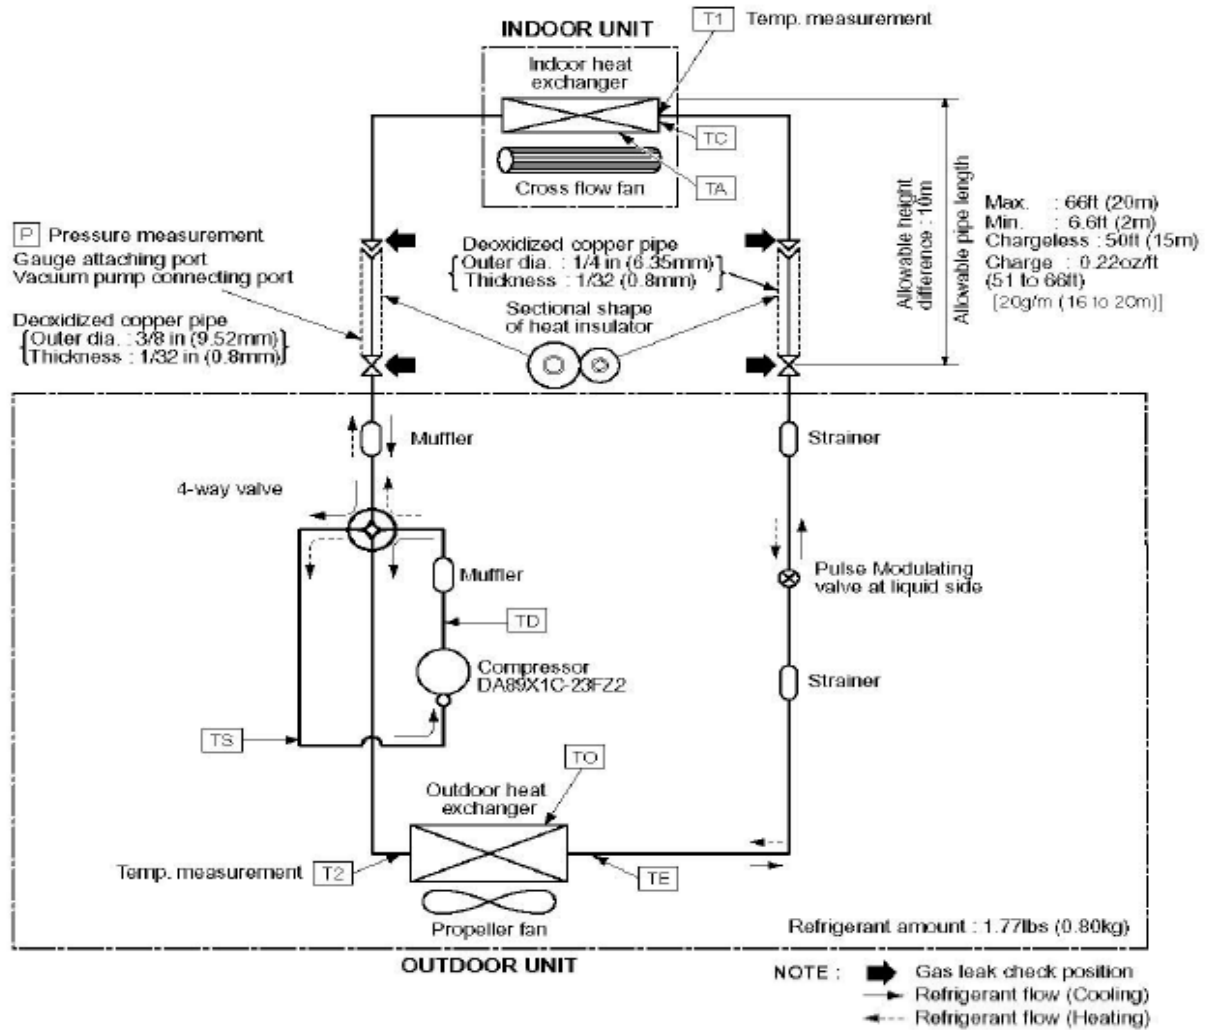 INDOOR UNIT
T1 Temp. measurement
Indoor heat
exchanger
TC
Cross flow fan
TA
Allowable height
difference : 10m
Allowable pipe length
Max. : 66ft (20m)
Min. : 6.6ft (2m)
Chargeless : 50ft (15m)
Charge : 0.22oz/ft
(51 to 66ft)
[20g/m (16 to 20m)]
P Pressure measurement
Gauge attaching port
Vacuum pump connecting port
Deoxidized copper pipe
Outer dia. : 3/8 in (9.52mm)
Thickness : 1/32 in (0.8mm)
Deoxidized copper pipe
Outer dia. : 1/4 in (6.35mm)
Thickness : 1/32 (0.8mm)
Sectional shape
of heat insulator
Muffler
Strainer
4-way valve
Muffler
Pulse Modulating
valve at liquid side
TD
Compressor
DA89X1C-23FZ2
Strainer
TS
TO
Outdoor heat
exchanger
Temp. measurement T2
TE
Propeller fan
Refrigerant amount : 1.77lbs (0.80kg)
OUTDOOR UNIT
NOTE : Gas leak check position
Refrigerant flow (Cooling)
Refrigerant flow (Heating)